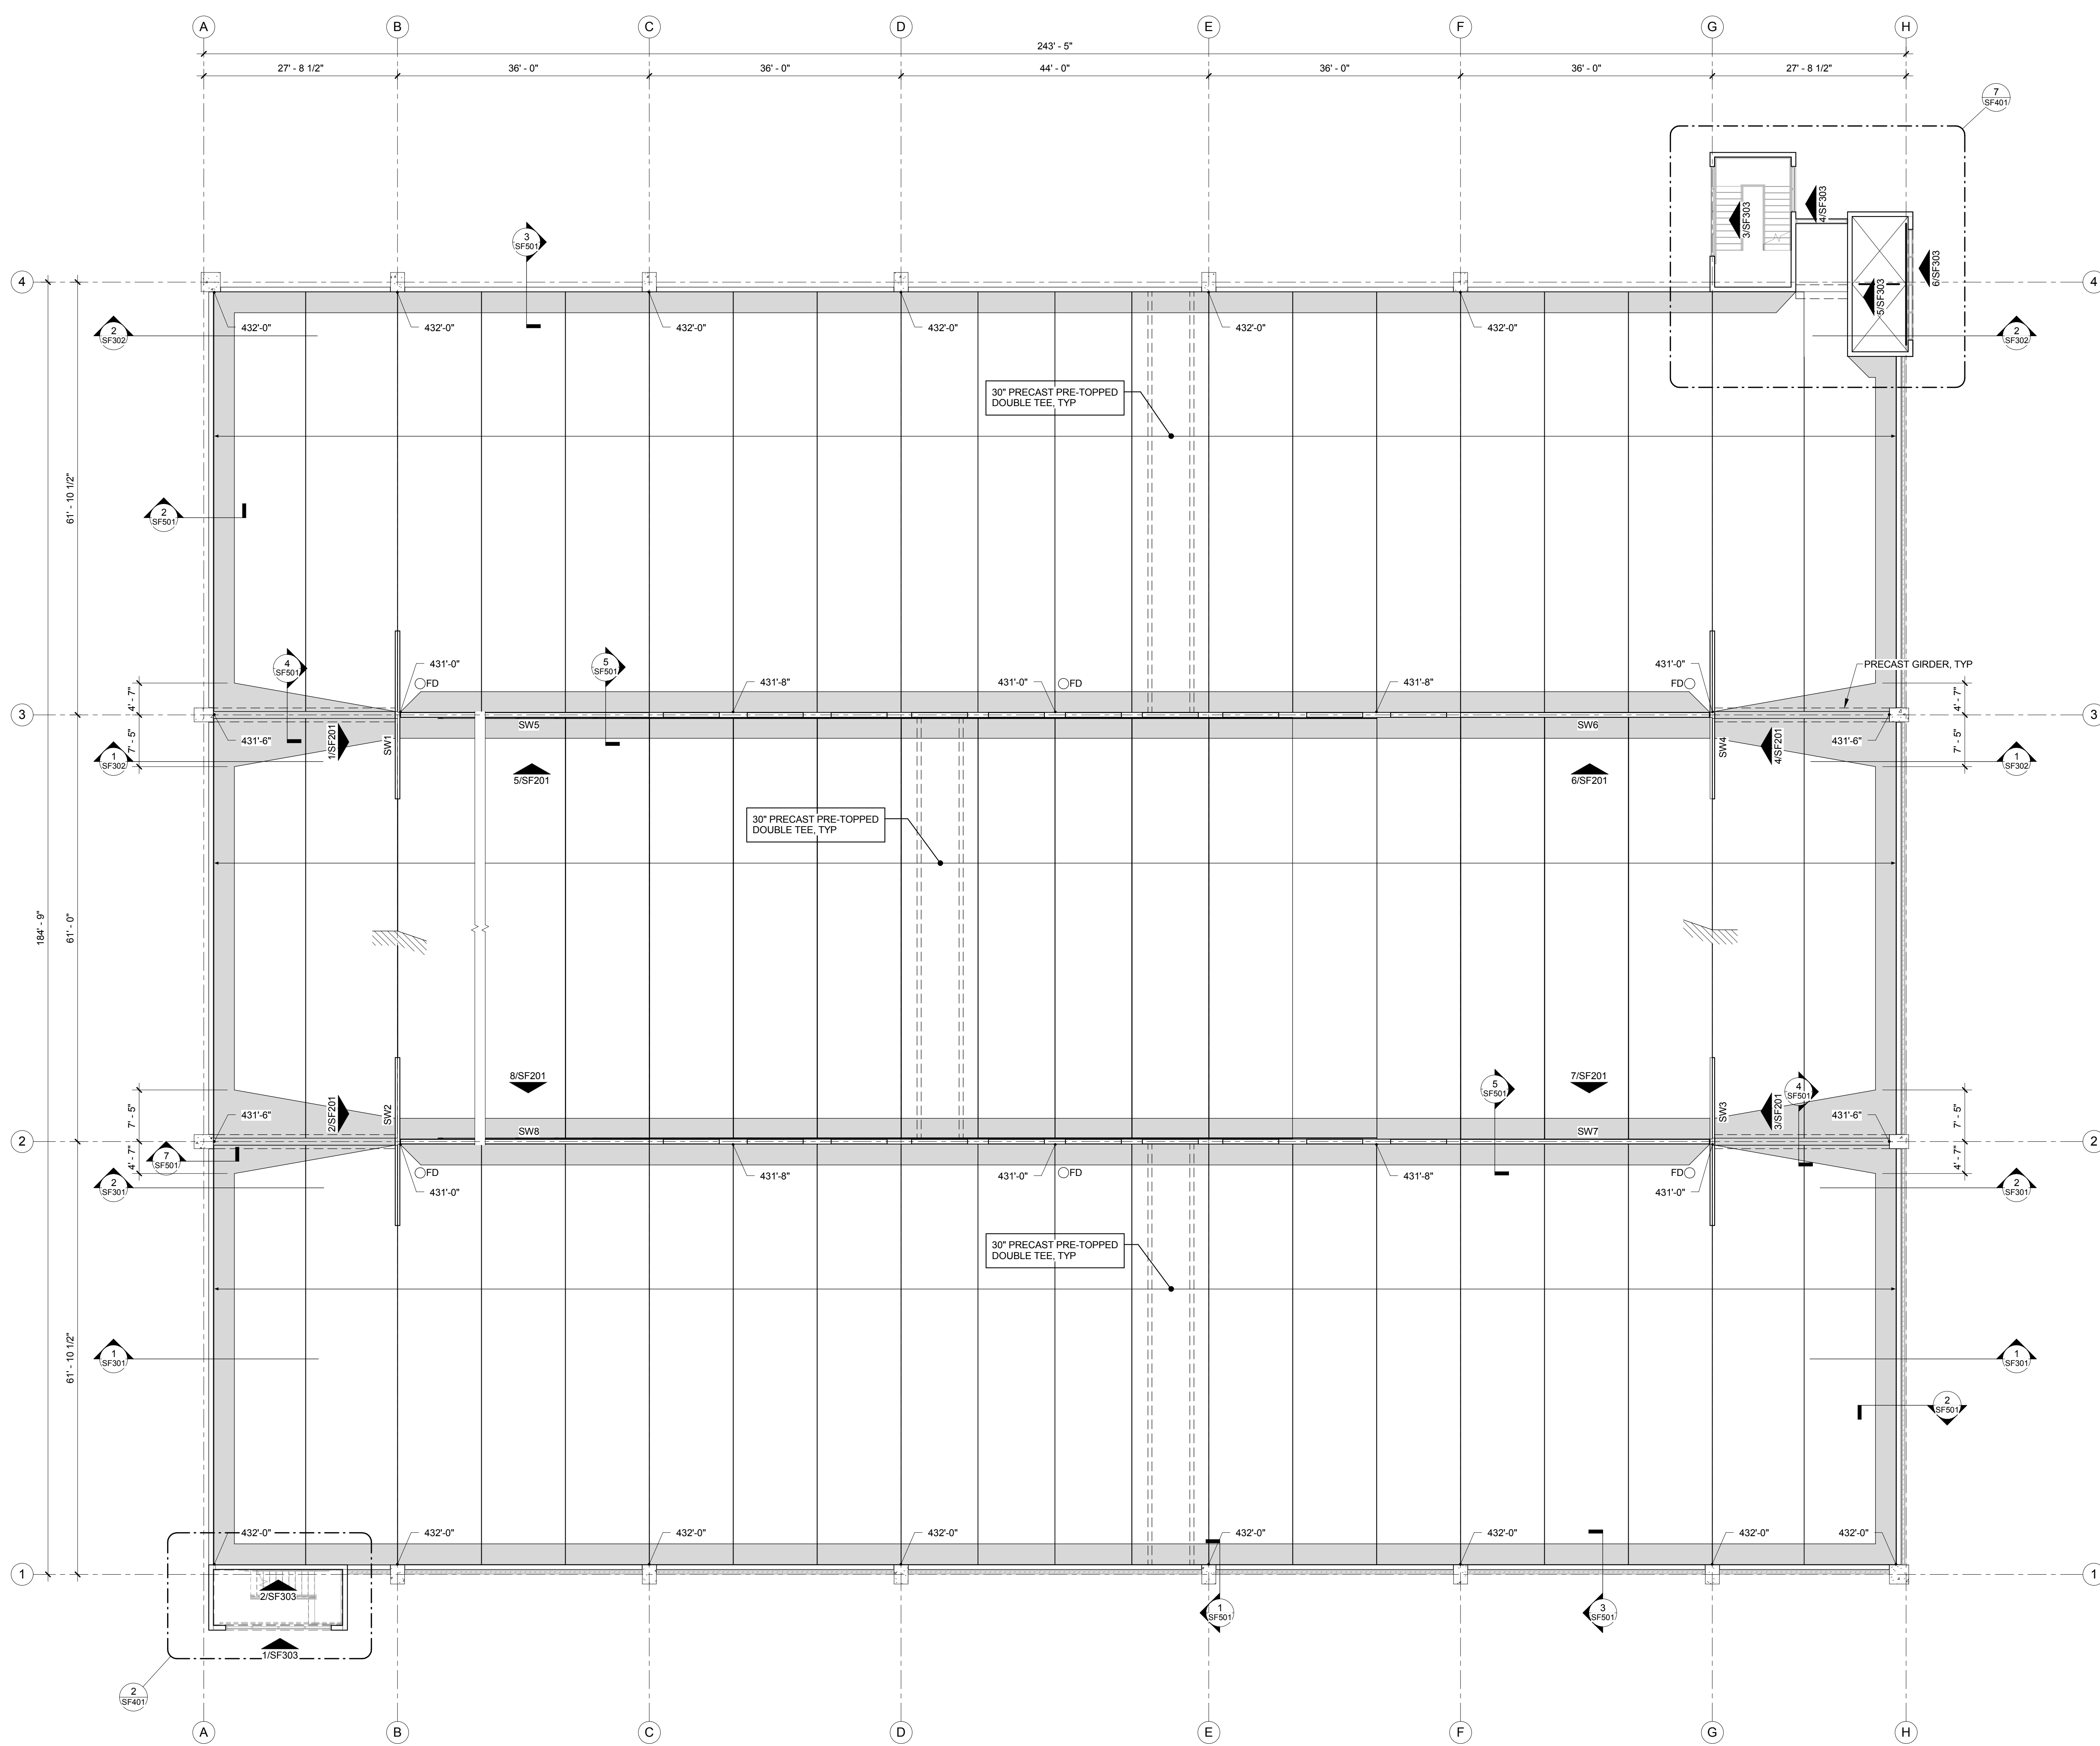 A B C D E F G H
243' - 5"
27' - 8 1/2" 36' - 0" 36' - 0" 44' - 0" 36' - 0" 36' - 0" 27' - 8 1/2"
7
SF401
3/SF303
4/SF303
3
SF501
6/SF303
4
4
5/SF303
432'-0" 432'-0" 432'-0" 432'-0" 432'-0" 432'-0"
2
SF302
2
SF302
30" PRECAST PRE-TOPPED
DOUBLE TEE, TYP
61' - 10 1/2"
2
SF501
4
SF501
5
SF501
431'-0"
431'-0"
PRECAST GIRDER, TYP
FD
431'-8"
431'-0"
FD
431'-8"
FD
4' - 7"
4' - 7"
3
3
SW5
SW6
7' - 5"
431'-6"
1/SF201
SW1
SW4
4/SF201
431'-6"
7' - 5"
1
SF302
1
SF302
5/SF201
6/SF201
30" PRECAST PRE-TOPPED
DOUBLE TEE, TYP
184' - 9"
61' - 0"
8/SF201
7/SF201
5
SF501
4
SF501
7' - 5"
431'-6"
2/SF201
SW2
SW3
3/SF201
431'-6"
7' - 5"
2
2
SW8
SW7
4' - 7"
4' - 7"
7
SF501
FD
431'-8"
431'-0"
FD
431'-8"
FD
431'-0"
431'-0"
2
SF301
2
SF301
30" PRECAST PRE-TOPPED
DOUBLE TEE, TYP
61' - 10 1/2"
1
SF301
1
SF301
2
SF501
432'-0" 432'-0" 432'-0" 432'-0" 432'-0" 432'-0" 432'-0" 432'-0"
1
1
2/SF303
1
SF501
3
SF501
1/SF303
2
SF401
A B C D E F G H